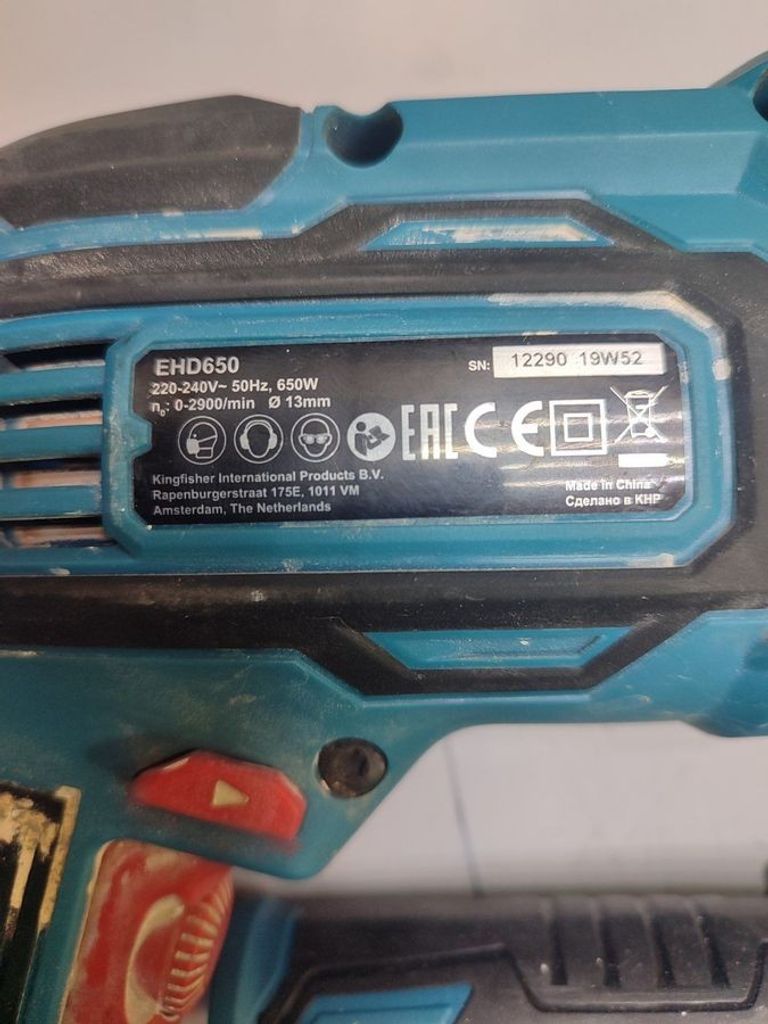 EHD650
SN: 12290 19W52
220-240V~ 50Hz, 650W
n₀: 0-2900/min Ø 13mm
EAC CE
Kingfisher International Products B.V.
Rapenburgerstraat 175E, 1011 VM
Amsterdam, The Netherlands
Made in China
Сделано в КНР